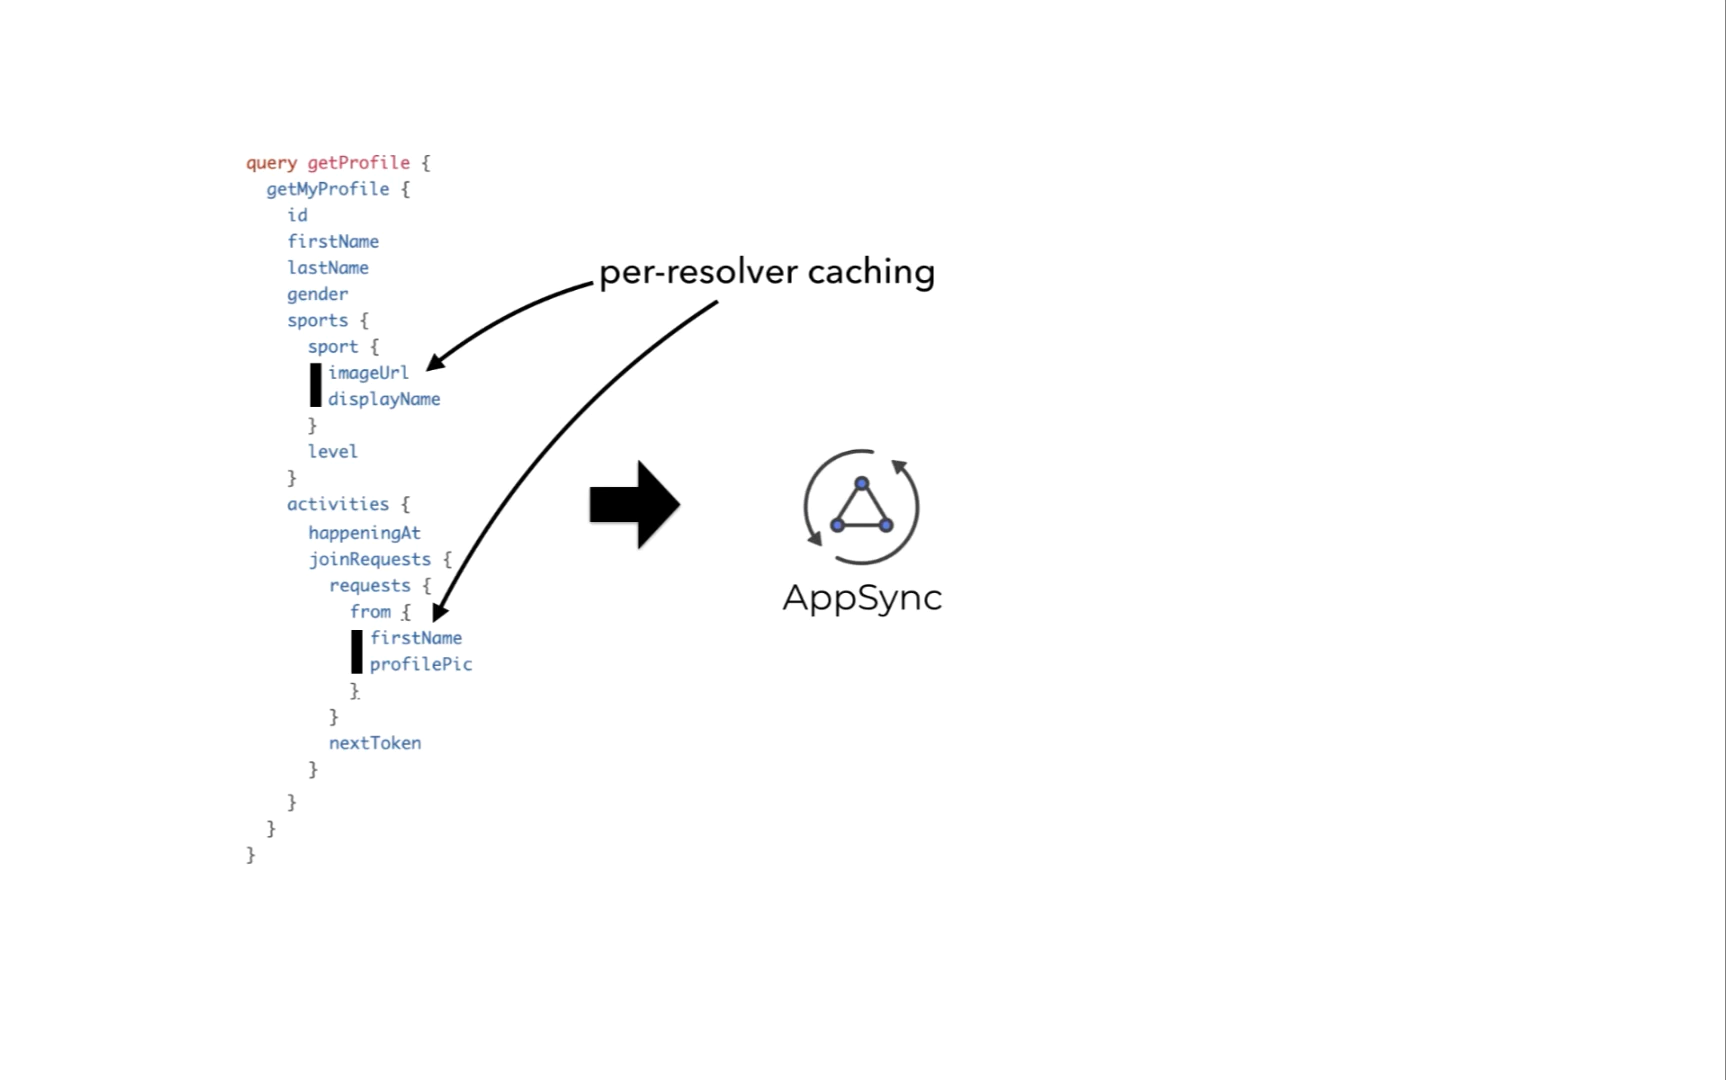 query getProfile {
getMyProfile {
id
firstName
lastName
gender
sports {
sport {
imageUrl
displayName
}
level
}
activities {
happeningAt
joinRequests {
requests {
from {
firstName
profilePic
}
}
nextToken
}
}
}
}
per-resolver caching
AppSync